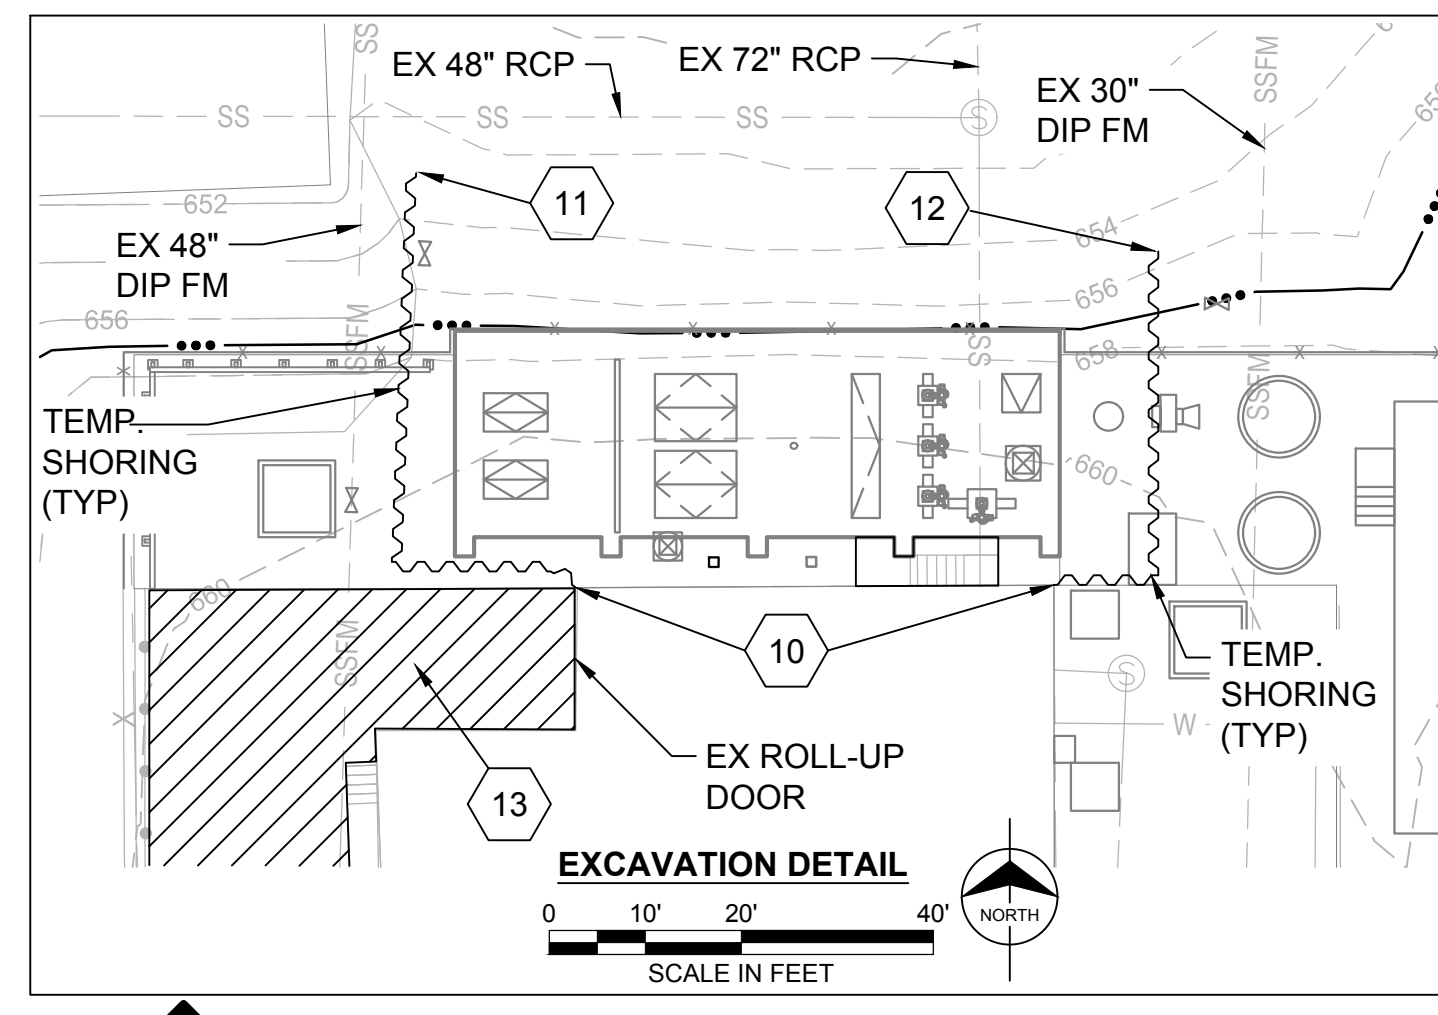 SS
EX 48" RCP
EX 72" RCP
SSFM
EX 30"
DIP FM
SS
SS
SS
S
652
11
12
654
EX 48"
DIP FM
656
656
SSFM
X
X
X
X
X
X
X
X
SS
658
SSFM
TEMP.
SHORING
(TYP)
660
660
10
13
SSFM
X
S
W
TEMP.
SHORING
(TYP)
EX ROLL-UP
DOOR
EXCAVATION DETAIL
0 10' 20' 40'
SCALE IN FEET
NORTH